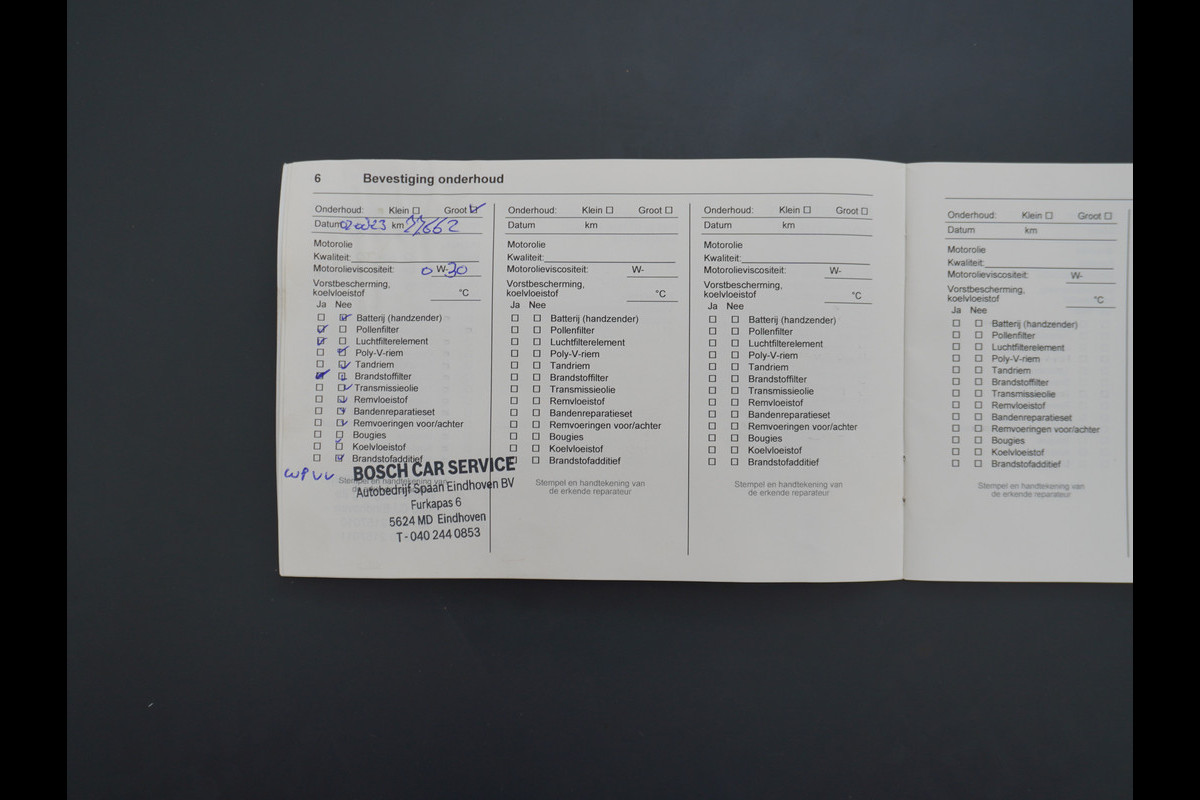 6 Bevestiging onderhoud
Onderhoud: Klein ☐ Groot ☑
Datum km
Motorolie
Kwaliteit:
Motorolieviscositeit: 0 W-30
Vorstbescherming,
koelvloeistof °C
Ja Nee
☐ ☑ Batterij (handzender)
☑ ☐ Pollenfilter
☑ ☐ Luchtfilterelement
☐ ☑ Poly-V-riem
☐ ☑ Tandriem
☑ ☐ Brandstoffilter
☐ ☑ Transmissieolie
☐ ☑ Remvloeistof
☐ ☑ Bandenreparatieset
☐ ☑ Remvoeringen voor/achter
☐ ☐ Bougies
☐ ☐ Koelvloeistof
☐ ☑ Brandstofadditief
Stempel en handtekening van
de erkende reparateur
BOSCH CAR SERVICE
Autobedrijf Spaan Eindhoven BV
Furkapas 6
5624 MD Eindhoven
T - 040 244 0853
Onderhoud: Klein ☐ Groot ☐
Datum km
Motorolie
Kwaliteit:
Motorolieviscositeit: W-
Vorstbescherming,
koelvloeistof °C
Ja Nee
☐ ☐ Batterij (handzender)
☐ ☐ Pollenfilter
☐ ☐ Luchtfilterelement
☐ ☐ Poly-V-riem
☐ ☐ Tandriem
☐ ☐ Brandstoffilter
☐ ☐ Transmissieolie
☐ ☐ Remvloeistof
☐ ☐ Bandenreparatieset
☐ ☐ Remvoeringen voor/achter
☐ ☐ Bougies
☐ ☐ Koelvloeistof
☐ ☐ Brandstofadditief
Stempel en handtekening van
de erkende reparateur
Onderhoud: Klein ☐ Groot ☐
Datum km
Motorolie
Kwaliteit:
Motorolieviscositeit: W-
Vorstbescherming,
koelvloeistof °C
Ja Nee
☐ ☐ Batterij (handzender)
☐ ☐ Pollenfilter
☐ ☐ Luchtfilterelement
☐ ☐ Poly-V-riem
☐ ☐ Tandriem
☐ ☐ Brandstoffilter
☐ ☐ Transmissieolie
☐ ☐ Remvloeistof
☐ ☐ Bandenreparatieset
☐ ☐ Remvoeringen voor/achter
☐ ☐ Bougies
☐ ☐ Koelvloeistof
☐ ☐ Brandstofadditief
Stempel en handtekening van
de erkende reparateur
Onderhoud: Klein ☐ Groot ☐
Datum km
Motorolie
Kwaliteit:
Motorolieviscositeit: W-
Vorstbescherming,
koelvloeistof °C
Ja Nee
☐ ☐ Batterij (handzender)
☐ ☐ Pollenfilter
☐ ☐ Luchtfilterelement
☐ ☐ Poly-V-riem
☐ ☐ Tandriem
☐ ☐ Brandstoffilter
☐ ☐ Transmissieolie
☐ ☐ Remvloeistof
☐ ☐ Bandenreparatieset
☐ ☐ Remvoeringen voor/achter
☐ ☐ Bougies
☐ ☐ Koelvloeistof
☐ ☐ Brandstofadditief
Stempel en handtekening van
de erkende reparateur